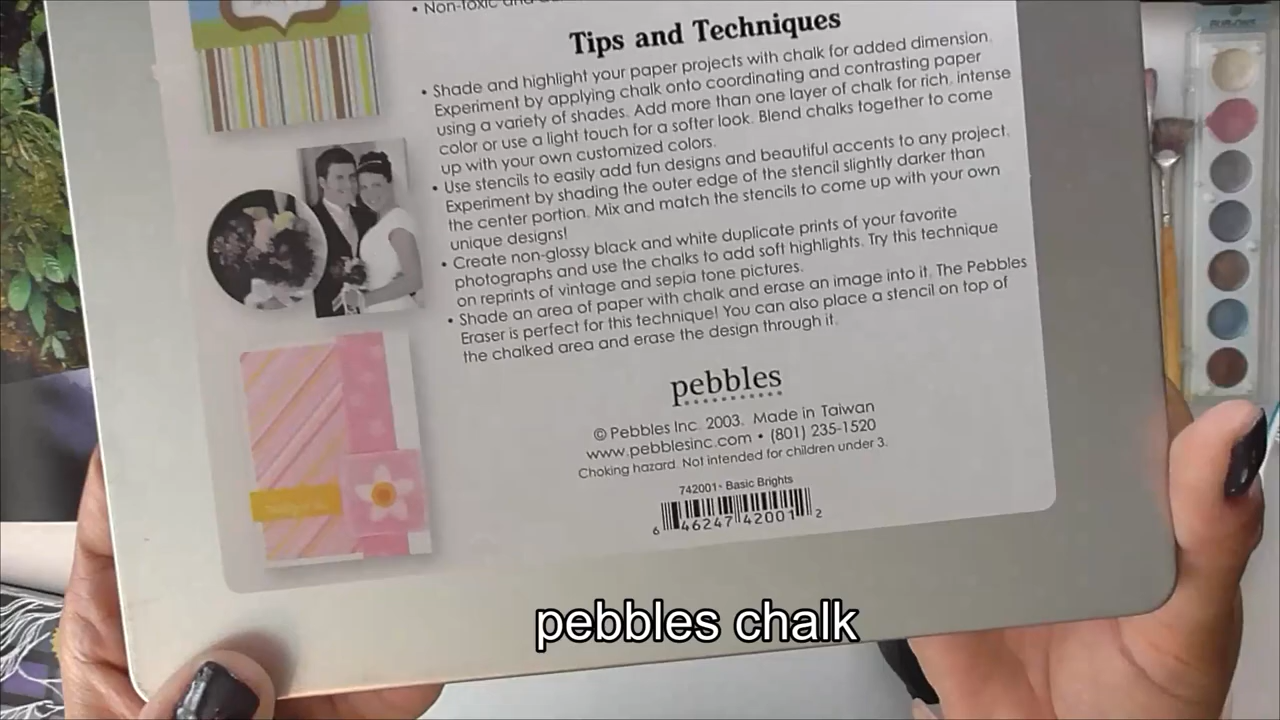 • Non-toxic and
Tips and Techniques
• Shade and highlight your paper projects with chalk for added dimension.
Experiment by applying chalk onto coordinating and contrasting paper
using a variety of shades. Add more than one layer of chalk for rich, intense
color or use a light touch for a softer look. Blend chalks together to come
up with your own customized colors.
• Use stencils to easily add fun designs and beautiful accents to any project.
Experiment by shading the outer edge of the stencil slightly darker than
the center portion. Mix and match the stencils to come up with your own
unique designs!
• Create non-glossy black and white duplicate prints of your favorite
photographs and use the chalks to add soft highlights. Try this technique
on reprints of vintage and sepia tone pictures.
• Shade an area of paper with chalk and erase an image into it. The Pebbles
Eraser is perfect for this technique! You can also place a stencil on top of
the chalked area and erase the design through it.
pebbles
© Pebbles Inc. 2003. Made in Taiwan
www.pebblesinc.com • (801) 235-1520
Choking hazard. Not intended for children under 3.
742001- Basic Brights
6 46247 42001 2
pebbles chalk